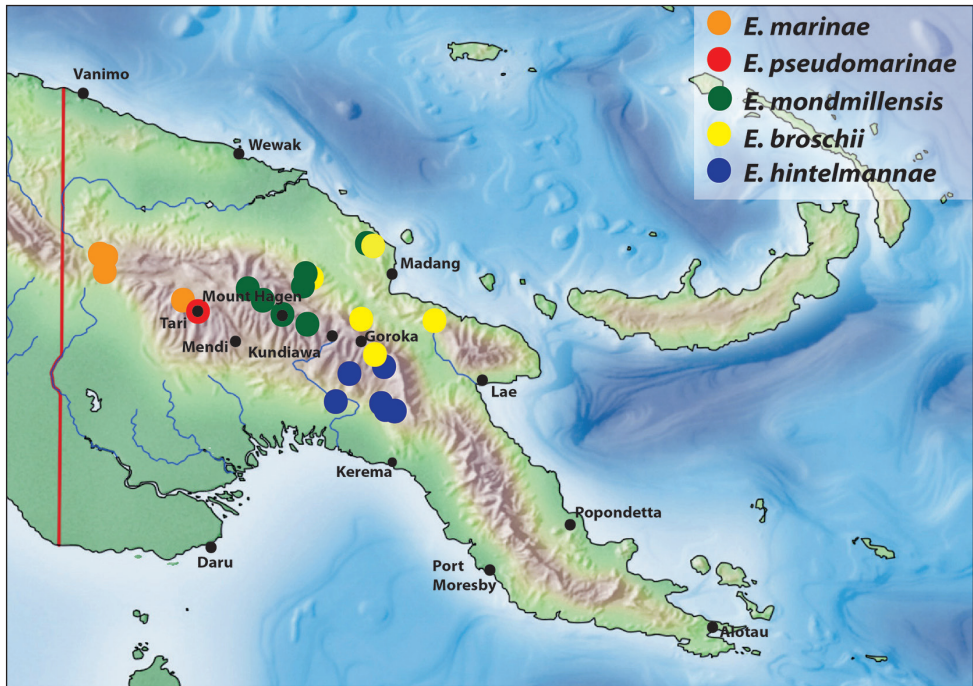 E. marinae
E. pseudomarinae
E. mondmillensis
E. broschii
E. hintelmannae
Vanimo
Wewak
Madang
Mount Hagen
Tari
Mendi
Kundiawa
Goroka
Lae
Kerema
Popondetta
Daru
Port
Moresby
Alotau